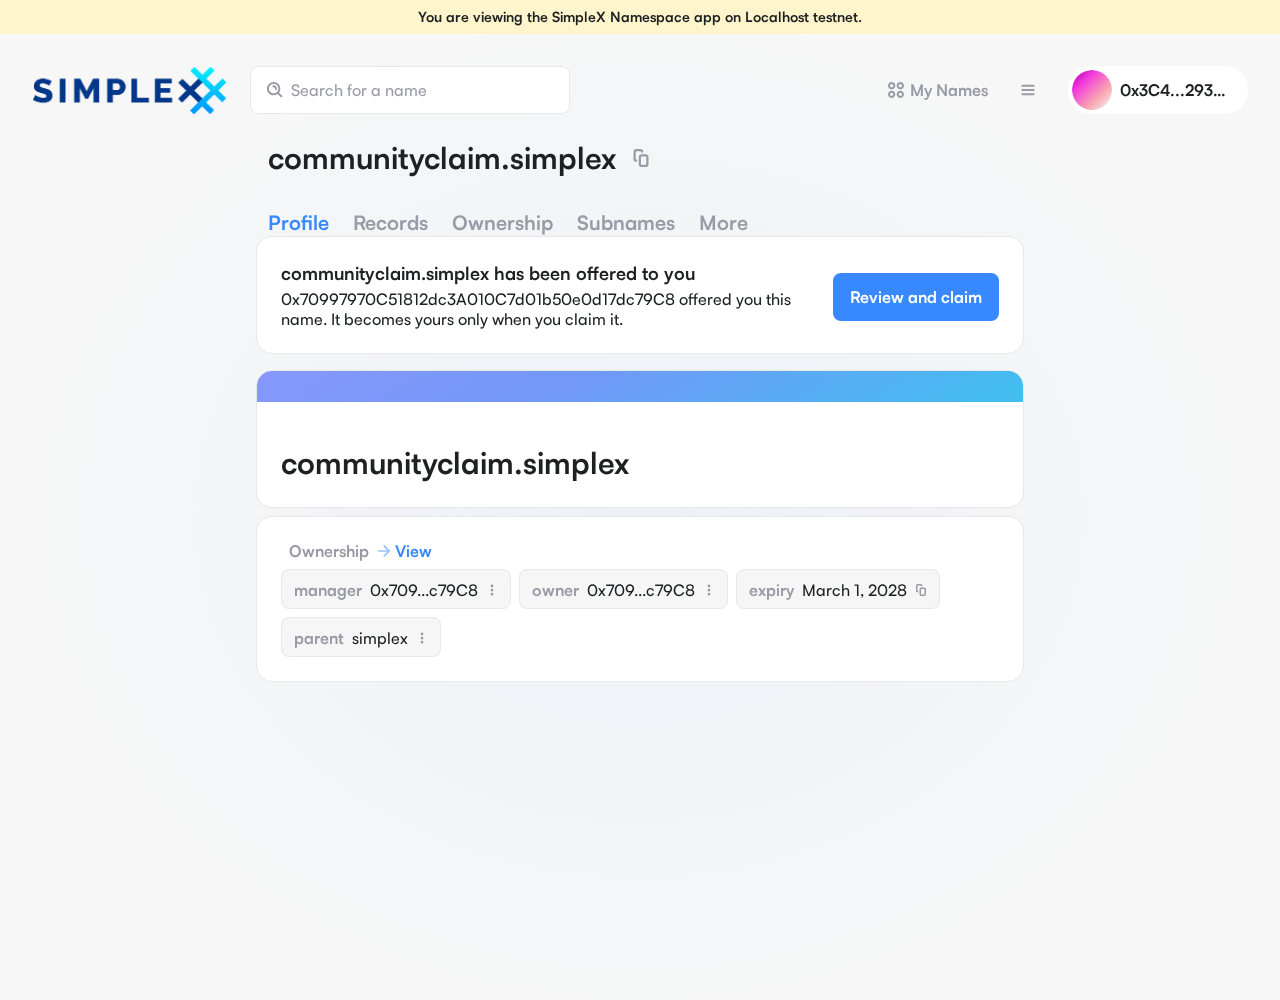 You are viewing the SimpleX Namespace app on Localhost testnet.
SIMPLEX
Search for a name
My Names
0x3C4...293...
communityclaim.simplex
Profile Records Ownership Subnames More
communityclaim.simplex has been offered to you
0x70997970C51812dc3A010C7d01b50e0d17dc79C8 offered you this
name. It becomes yours only when you claim it.
Review and claim
communityclaim.simplex
Ownership View
manager 0x709...c79C8 owner 0x709...c79C8 expiry March 1, 2028
parent simplex